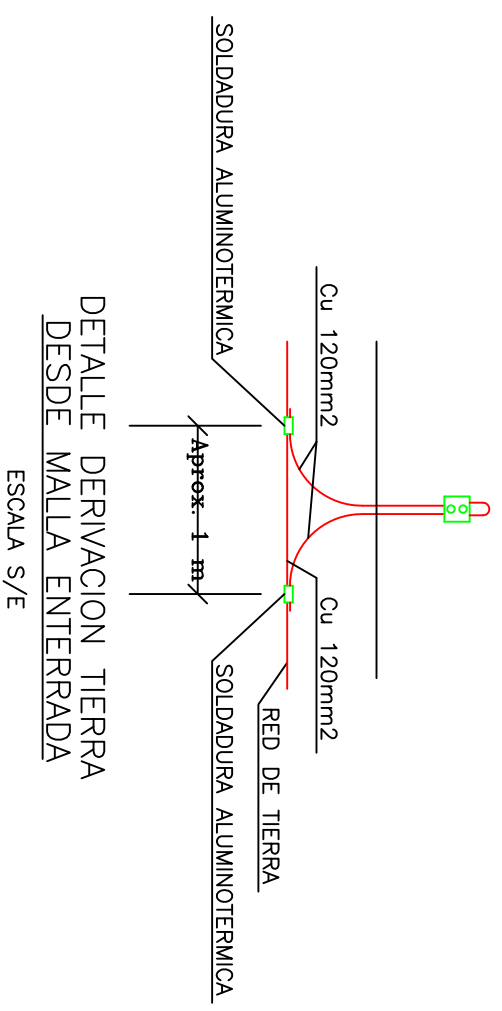 Cu 120mm2
Cu 120mm2
RED DE TIERRA
SOLDADURA ALUMINOTERMICA
SOLDADURA ALUMINOTERMICA
Aprox. 1 m
DETALLE DERIVACION TIERRA
DESDE MALLA ENTERRADA
ESCALA S/E